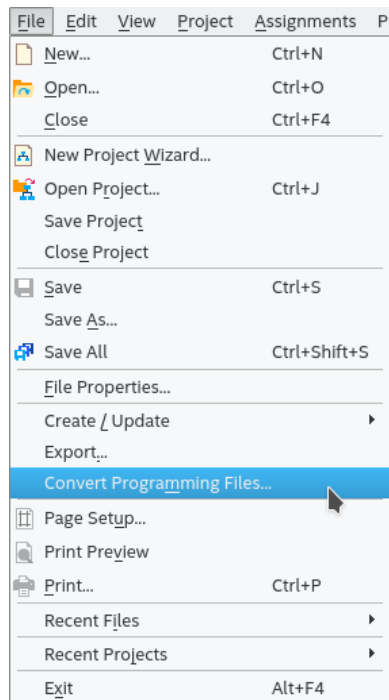 File Edit View Project Assignments P
New... Ctrl+N
Open... Ctrl+O
Close Ctrl+F4
New Project Wizard...
Open Project... Ctrl+J
Save Project
Close Project
Save Ctrl+S
Save As...
Save All Ctrl+Shift+S
File Properties...
Create / Update
Export...
Convert Programming Files...
Page Setup...
Print Preview
Print... Ctrl+P
Recent Files
Recent Projects
Exit Alt+F4